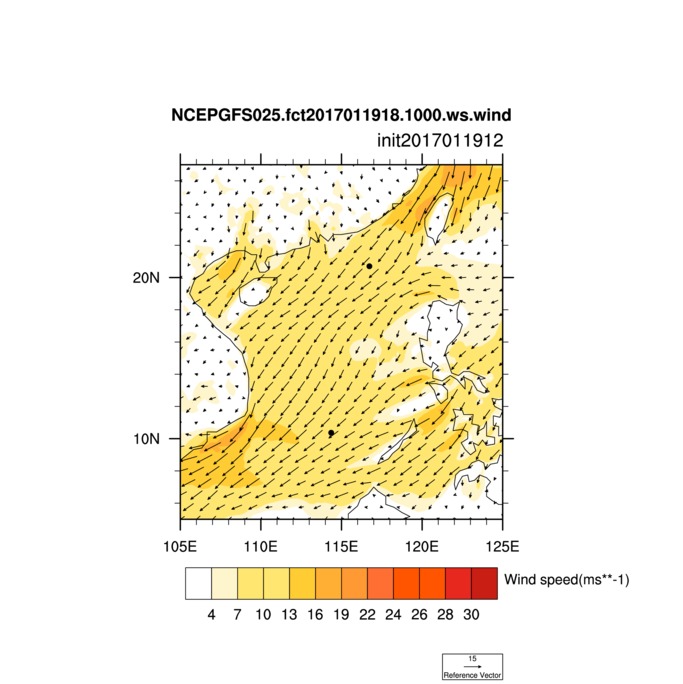 NCEPGFS025.fct2017011918.1000.ws.wind
init2017011912
20N
10N
105E 110E 115E 120E 125E
Wind speed(ms**-1)
4 7 10 13 16 19 22 24 26 28 30
15
Reference Vector